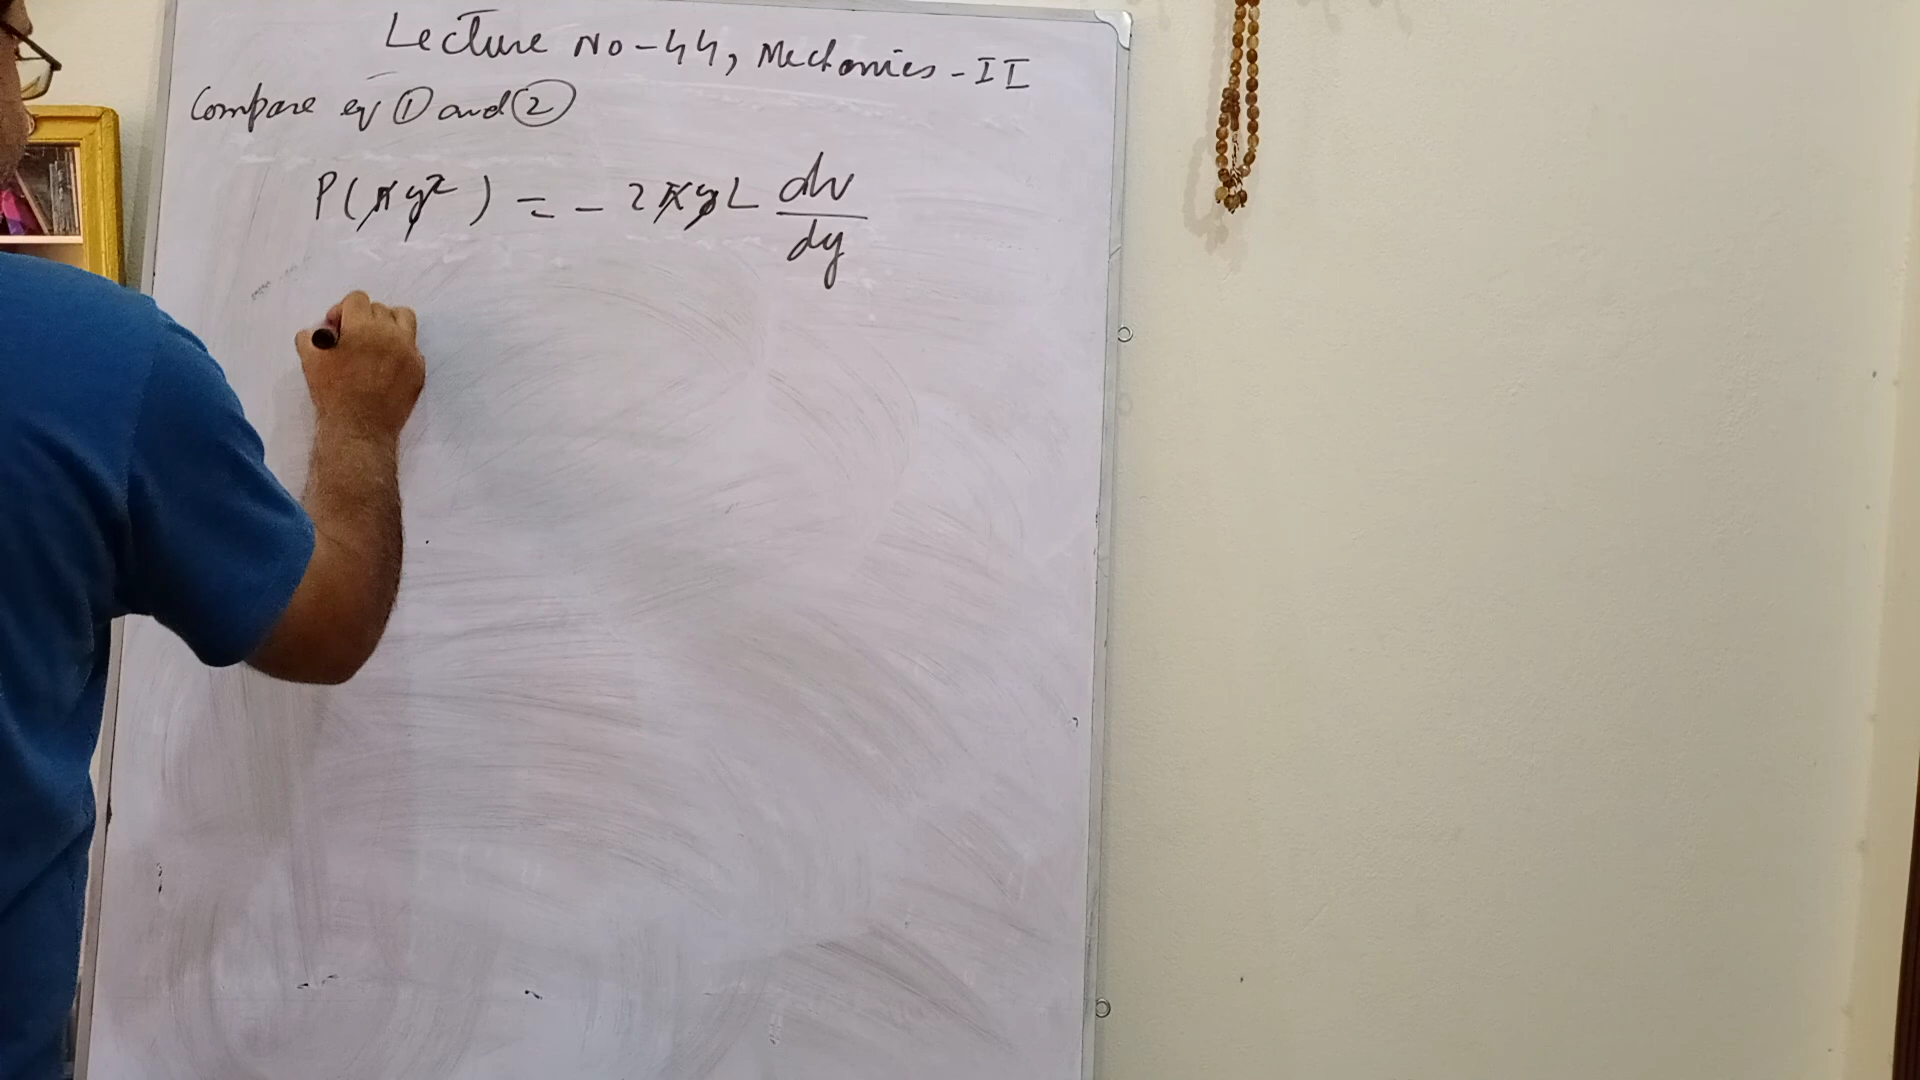 Lecture No-44, Mechanics-II
Compare eq ① and ②
P(πy²) = - 2πyL dv/dy